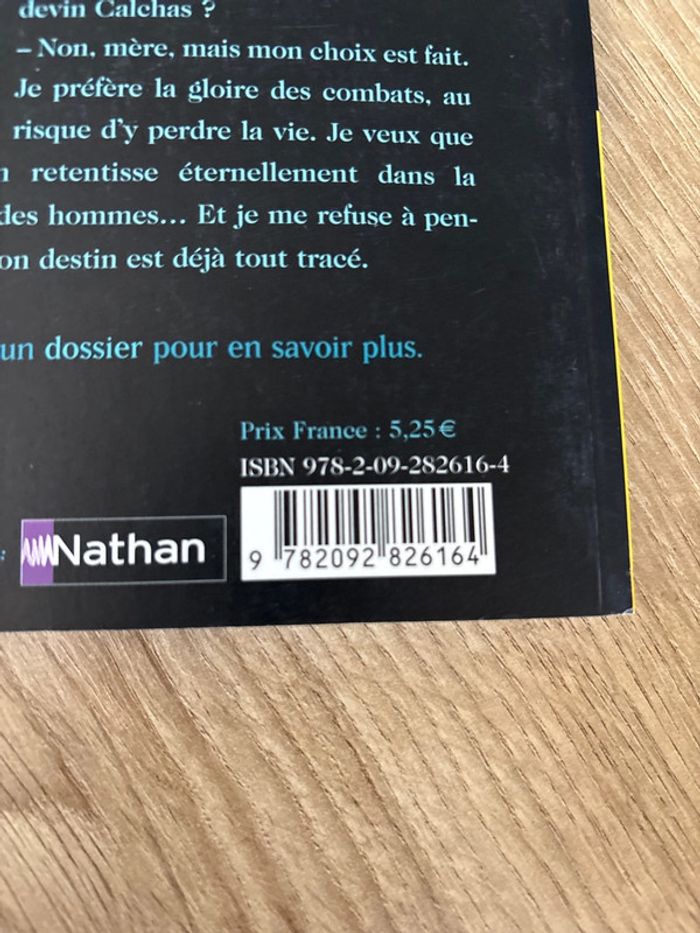 devin Calchas ?
– Non, mère, mais mon choix est fait.
Je préfère la gloire des combats, au
risque d'y perdre la vie. Je veux que
retentisse éternellement dans la
des hommes... Et je me refuse à pen-
on destin est déjà tout tracé.
un dossier pour en savoir plus.
Prix France : 5,25€
ISBN 978-2-09-282616-4
Nathan
9 782092 826164